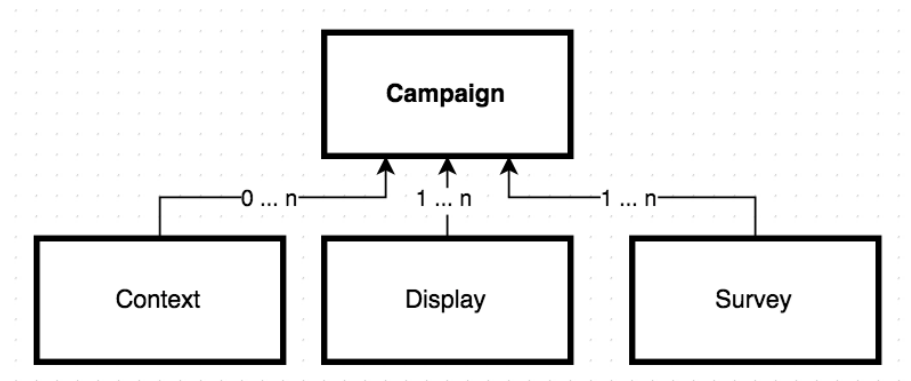 Campaign
0 ... n
1 ... n
1 ... n
Context
Display
Survey